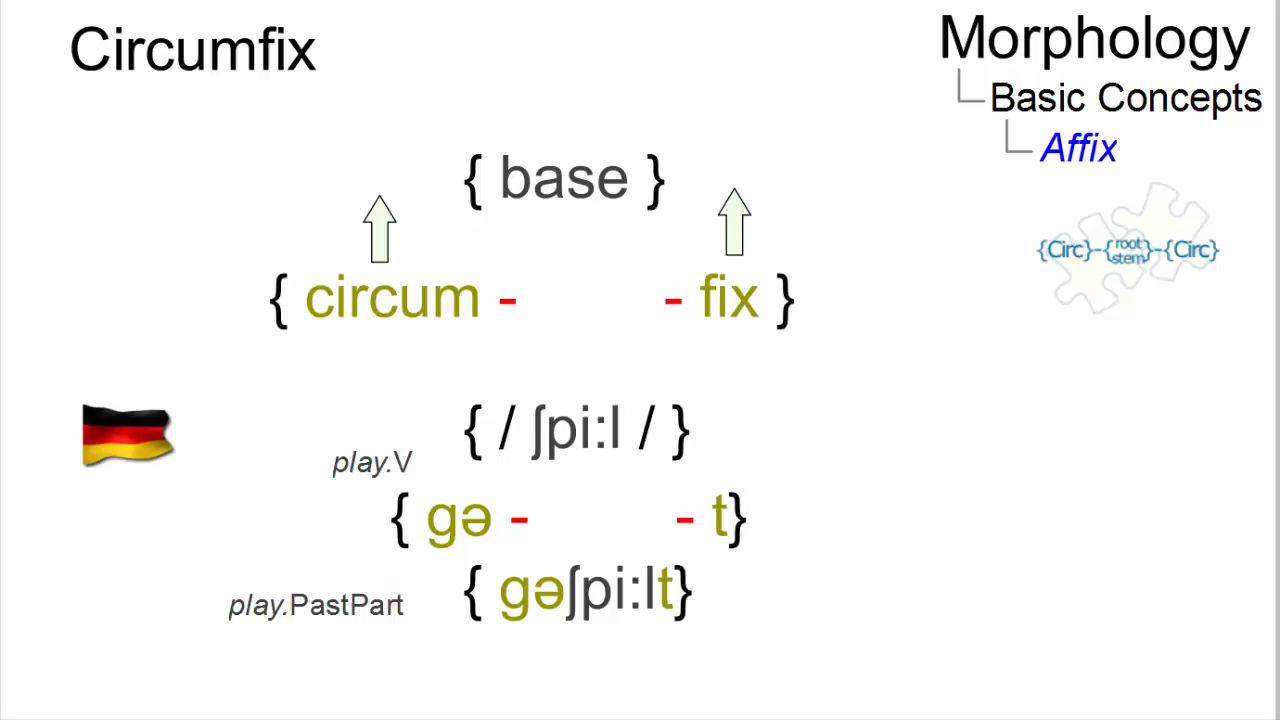 Circumfix
Morphology
Basic Concepts
Affix
{ base }
{Circ}-{root stem}-{Circ}
{ circum - - fix }
{ / ʃpi:l / }
play.V
{ gə - - t}
{ gəʃpi:lt}
play.PastPart